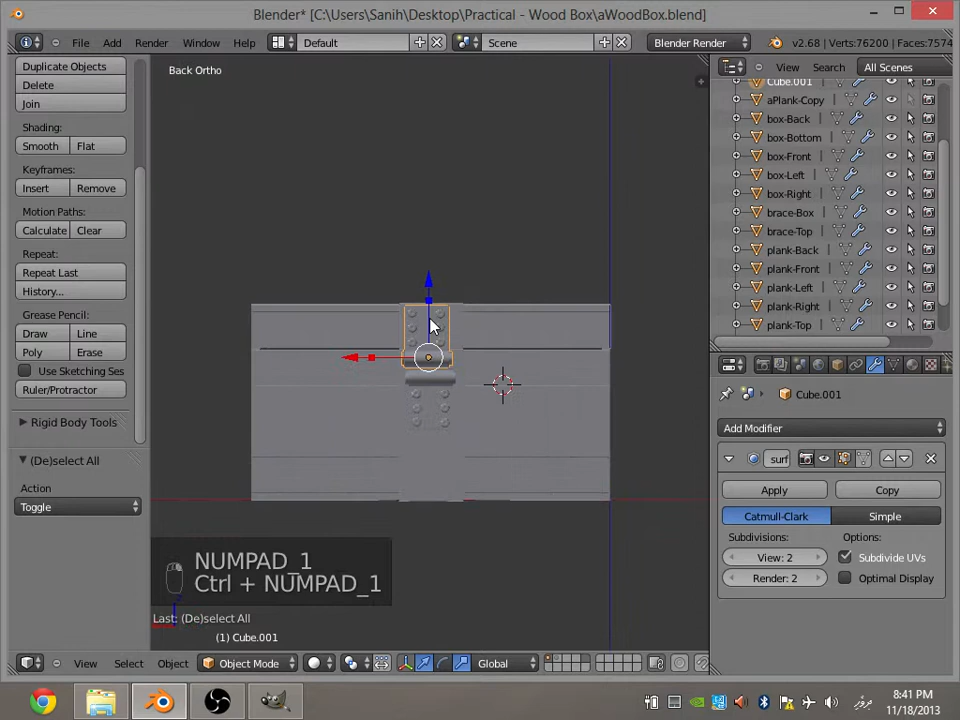 Blender* [C:\Users\Sanih\Desktop\Practical - Wood Box\aWoodBox.blend]
File Add Render Window Help Default Scene Blender Render v2.68 | Verts:76200 | Faces:7574
Duplicate Objects
Delete
Join
Shading:
Smooth Flat
Keyframes:
Insert Remove
Motion Paths:
Calculate Clear
Repeat:
Repeat Last
History...
Grease Pencil:
Draw Line
Poly Erase
Use Sketching Ses
Ruler/Protractor
Rigid Body Tools
(De)select All
Action
Toggle
Back Ortho
NUMPAD_1
Ctrl + NUMPAD_1
Last: (De)select All
(1) Cube.001
View Select Object Object Mode Global
View Search All Scenes
Cube.001
aPlank-Copy
box-Back
box-Bottom
box-Front
box-Left
box-Right
brace-Box
brace-Top
plank-Back
plank-Front
plank-Left
plank-Right
plank-Top
Cube.001
Add Modifier
surf
Apply Copy
Catmull-Clark Simple
Subdivisions: Options:
View: 2 Subdivide UVs
Render: 2 Optimal Display
8:41 PM
11/18/2013